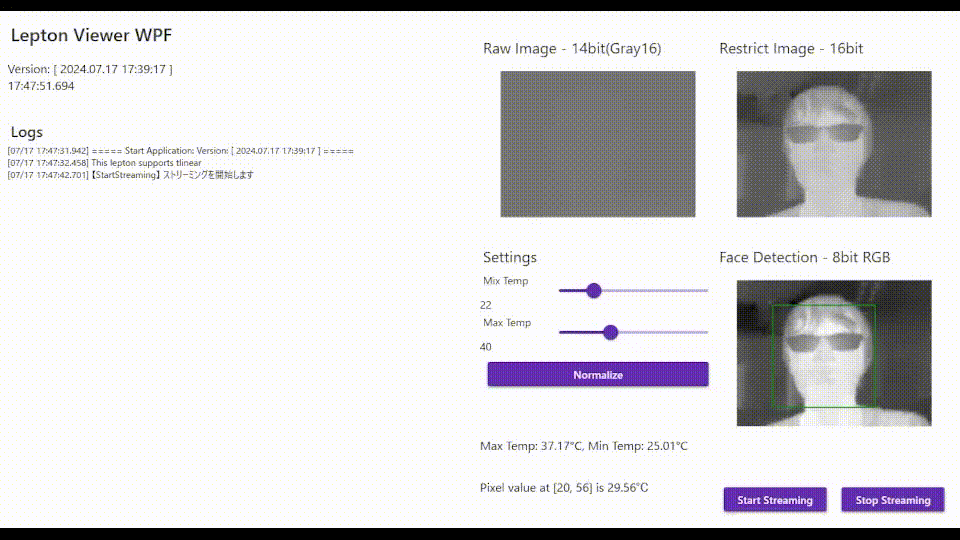 Lepton Viewer WPF
Version: [ 2024.07.17 17:39:17 ]
17:47:51.694
Logs
[07/17 17:47:31.942] ===== Start Application: Version: [ 2024.07.17 17:39:17 ] =====
[07/17 17:47:32.458] This lepton supports tlinear
[07/17 17:47:42.701] 【StartStreaming】 ストリーミングを開始します
Raw Image - 14bit(Gray16)
Restrict Image - 16bit
Settings
Mix Temp
22
Max Temp
40
Normalize
Face Detection - 8bit RGB
Max Temp: 37.17°C, Min Temp: 25.01°C
Pixel value at [20, 56] is 29.56°C
Start Streaming
Stop Streaming